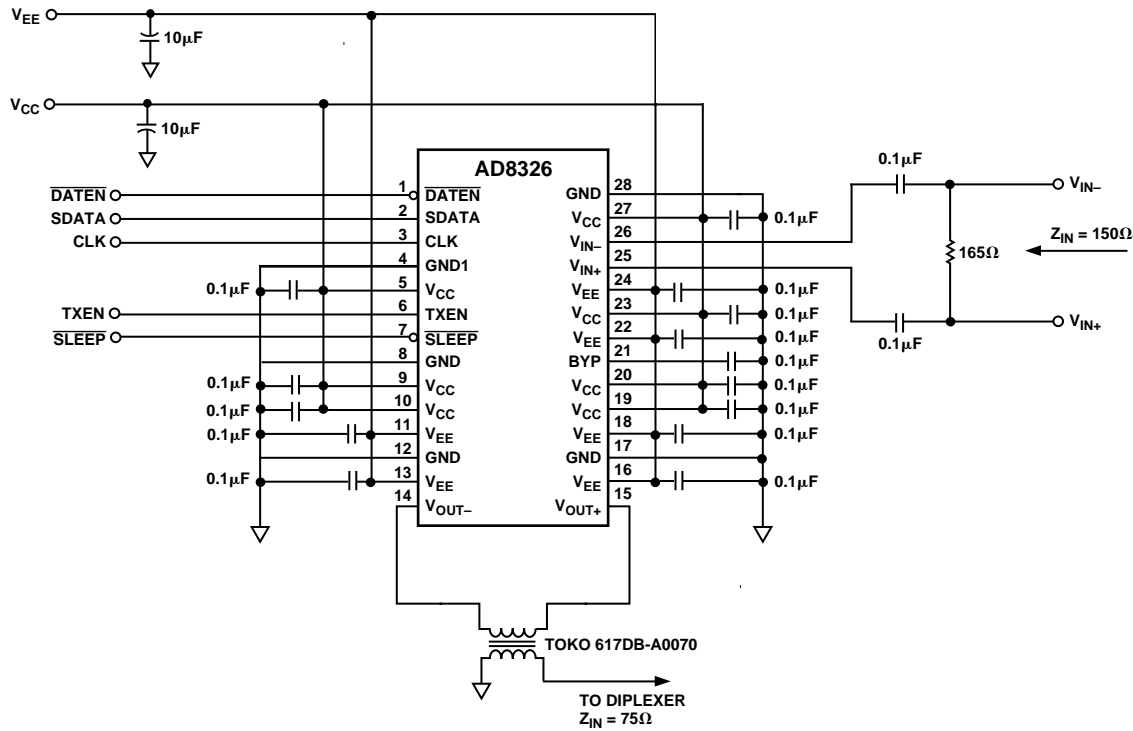 VEE
10μF
VCC
10μF
AD8326
DATEN 1 DATEN
SDATA 2 SDATA
CLK 3 CLK
4 GND1
0.1μF 5 VCC
TXEN 6 TXEN
SLEEP 7 SLEEP
8 GND
0.1μF 9 VCC
0.1μF 10 VCC
0.1μF 11 VEE
12 GND
0.1μF 13 VEE
14 VOUT–
GND 28
VCC 27 0.1μF
VIN– 26
VIN+ 25
VEE 24 0.1μF
VCC 23 0.1μF
VEE 22 0.1μF
BYP 21 0.1μF
VCC 20 0.1μF
VCC 19 0.1μF
VEE 18 0.1μF
GND 17
VEE 16 0.1μF
VOUT+ 15
0.1μF
VIN–
165Ω
ZIN = 150Ω
VIN+
0.1μF
TOKO 617DB-A0070
TO DIPLEXER
ZIN = 75Ω